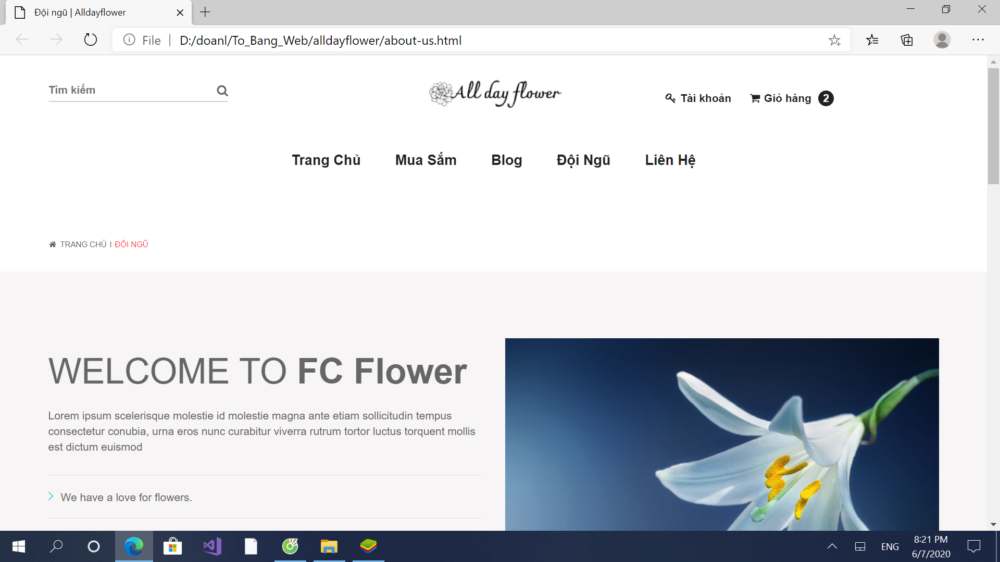 Đội ngũ | Alldayflower
File | D:/doanl/To_Bang_Web/alldayflower/about-us.html
Tìm kiếm
All day flower
Tài khoản
Giỏ hàng 2
Trang Chủ Mua Sắm Blog Đội Ngũ Liên Hệ
TRANG CHỦ I ĐỘI NGŨ
WELCOME TO FC Flower
Lorem ipsum scelerisque molestie id molestie magna ante etiam sollicitudin tempus
consectetur conubia, urna eros nunc curabitur viverra rutrum tortor luctus torquent mollis
est dictum euismod
We have a love for flowers.
ENG
8:21 PM
6/7/2020